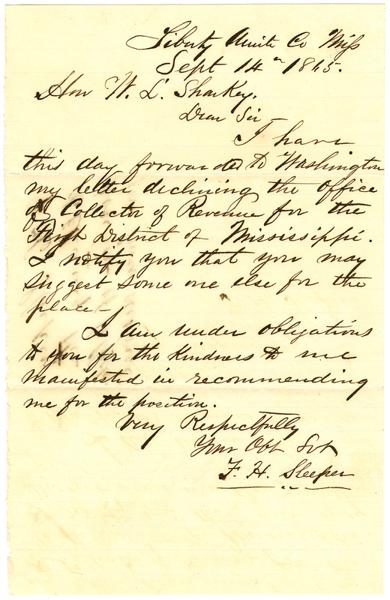 Liberty Amite Co Miss
Sept 14th 1865.
Hon W. L. Sharkey,
Dear Sir
I have
this day forwarded to Washington
my letter declining the office
of Collector of Revenue for the
First District of Mississippi.
I notify you that you may
suggest some one else for the
place—
I am under obligations
to you for the kindness to me
manifested in recommending
me for the position.
Very Respectfully
Your Obt Svt
F. H. Sleeper